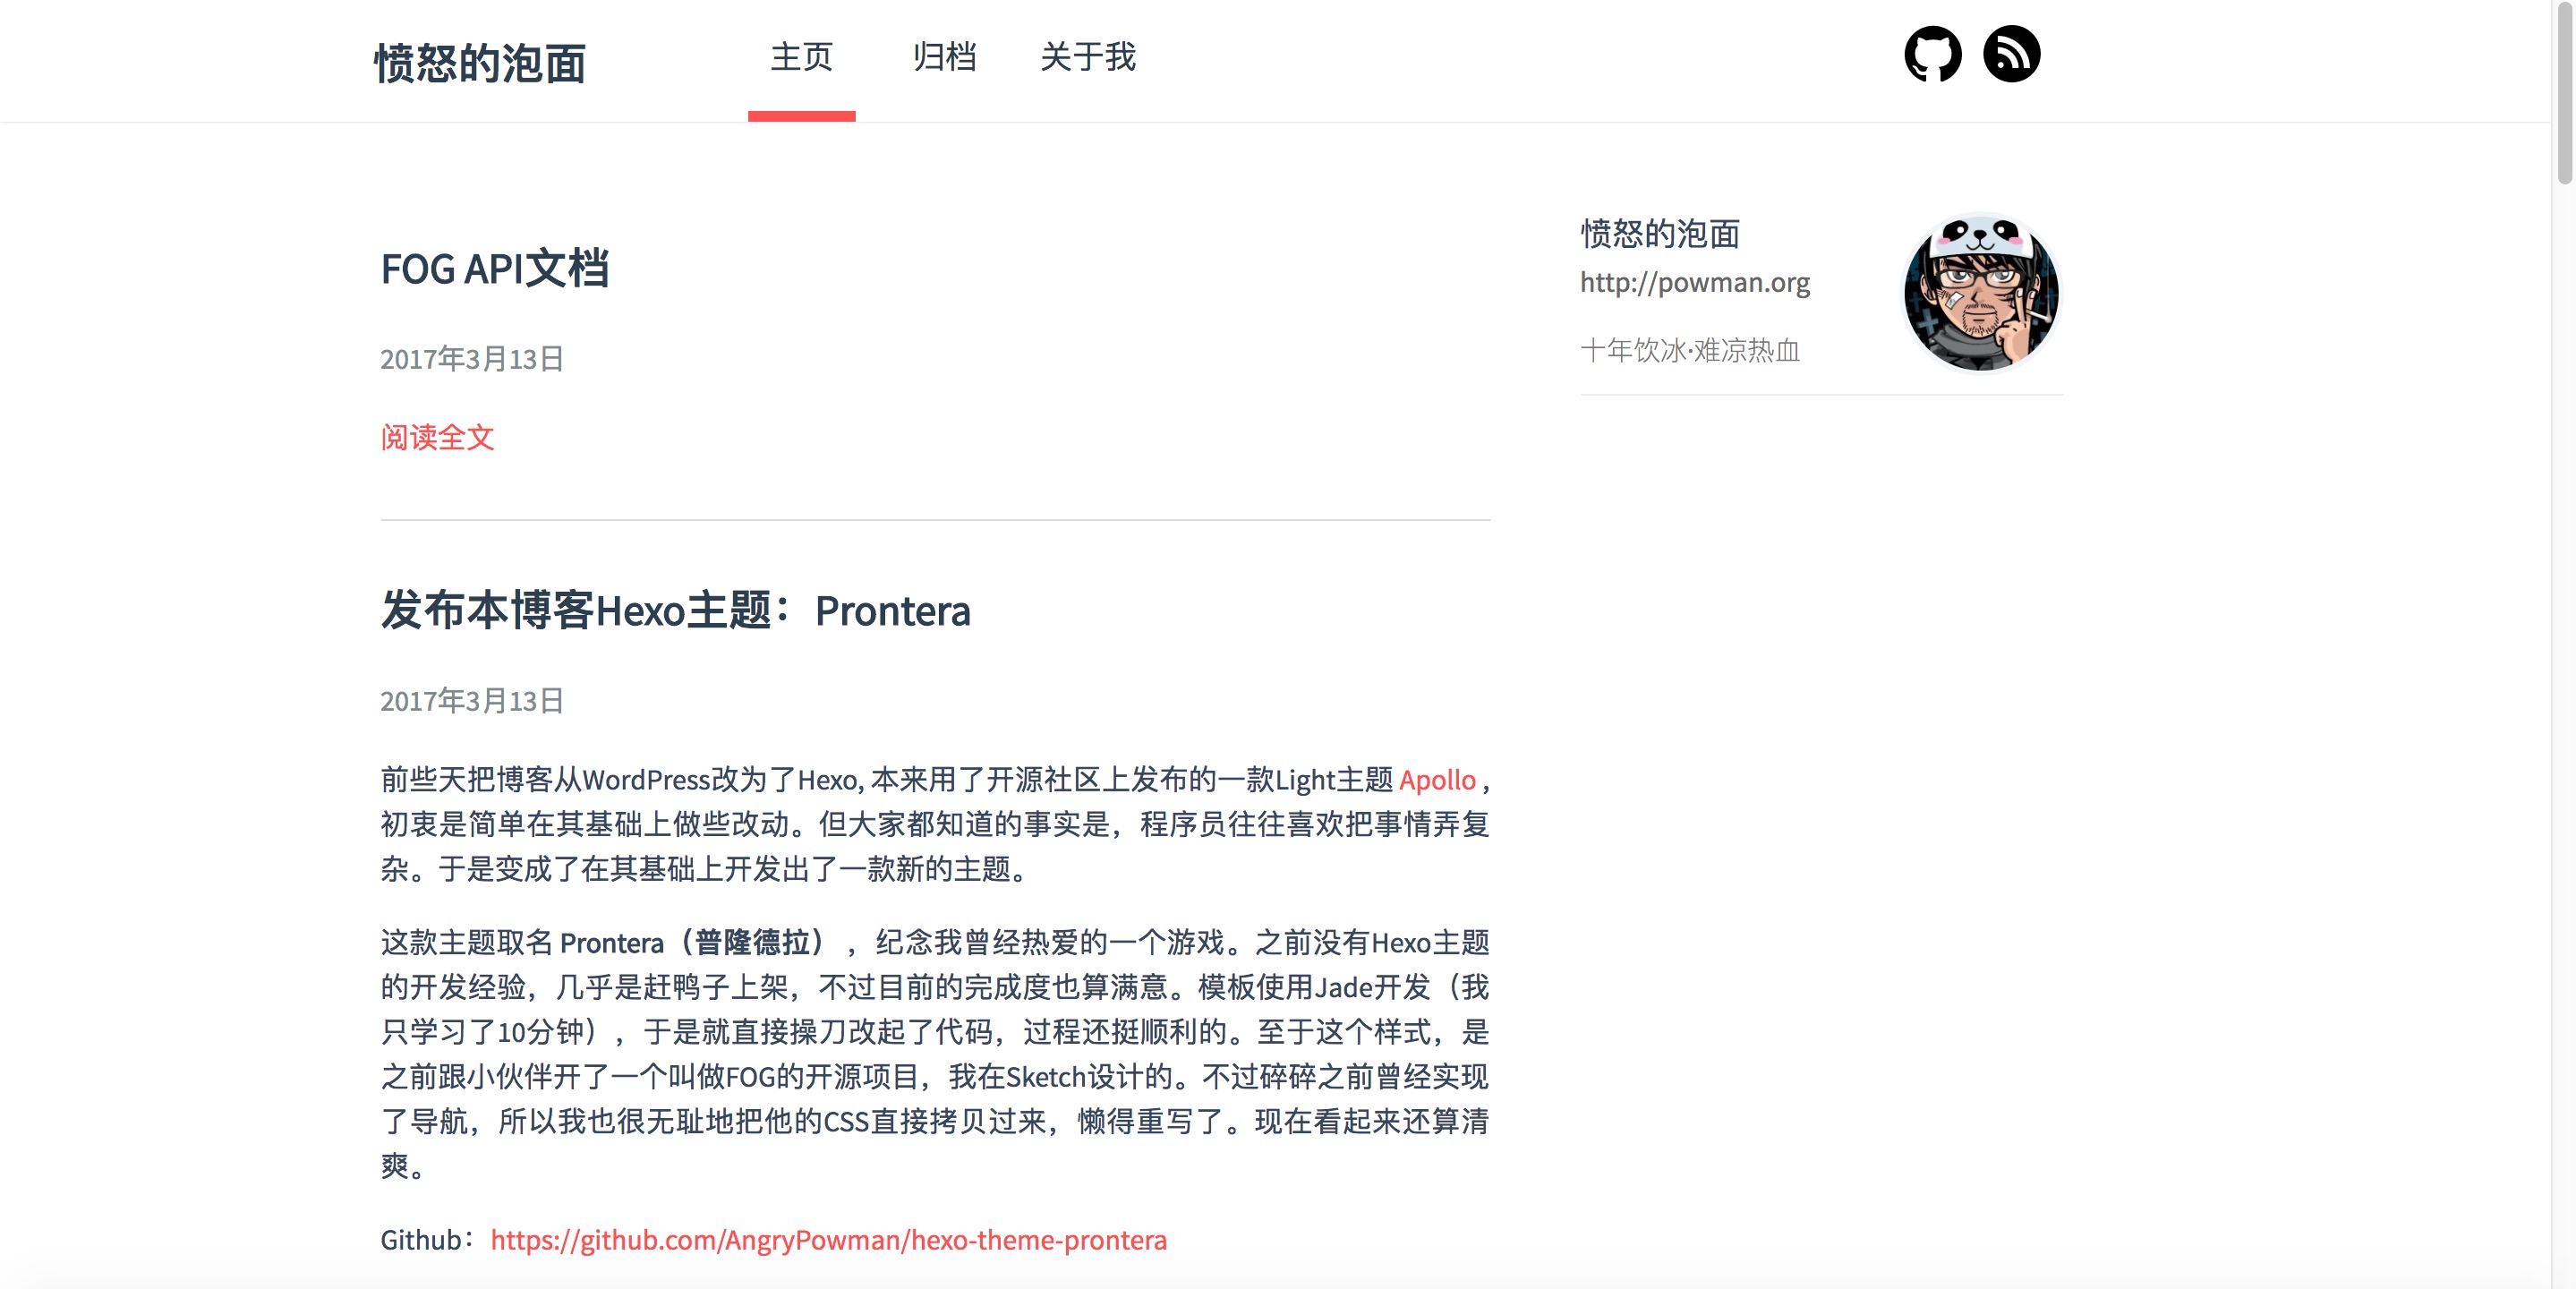 愤怒的泡面
主页
归档
关于我
FOG API文档
2017年3月13日
阅读全文
发布本博客Hexo主题：Prontera
2017年3月13日
前些天把博客从WordPress改为了Hexo, 本来用了开源社区上发布的一款Light主题 Apollo ,
初衷是简单在其基础上做些改动。但大家都知道的事实是，程序员往往喜欢把事情弄复
杂。于是变成了在其基础上开发出了一款新的主题。
这款主题取名 Prontera（普隆德拉） ，纪念我曾经热爱的一个游戏。之前没有Hexo主题
的开发经验，几乎是赶鸭子上架，不过目前的完成度也算满意。模板使用Jade开发（我
只学习了10分钟），于是就直接操刀改起了代码，过程还挺顺利的。至于这个样式，是
之前跟小伙伴开了一个叫做FOG的开源项目，我在Sketch设计的。不过碎碎之前曾经实现
了导航，所以我也很无耻地把他的CSS直接拷贝过来，懒得重写了。现在看起来还算清
爽。
Github：https://github.com/AngryPowman/hexo-theme-prontera
愤怒的泡面
http://powman.org
十年饮冰·难凉热血